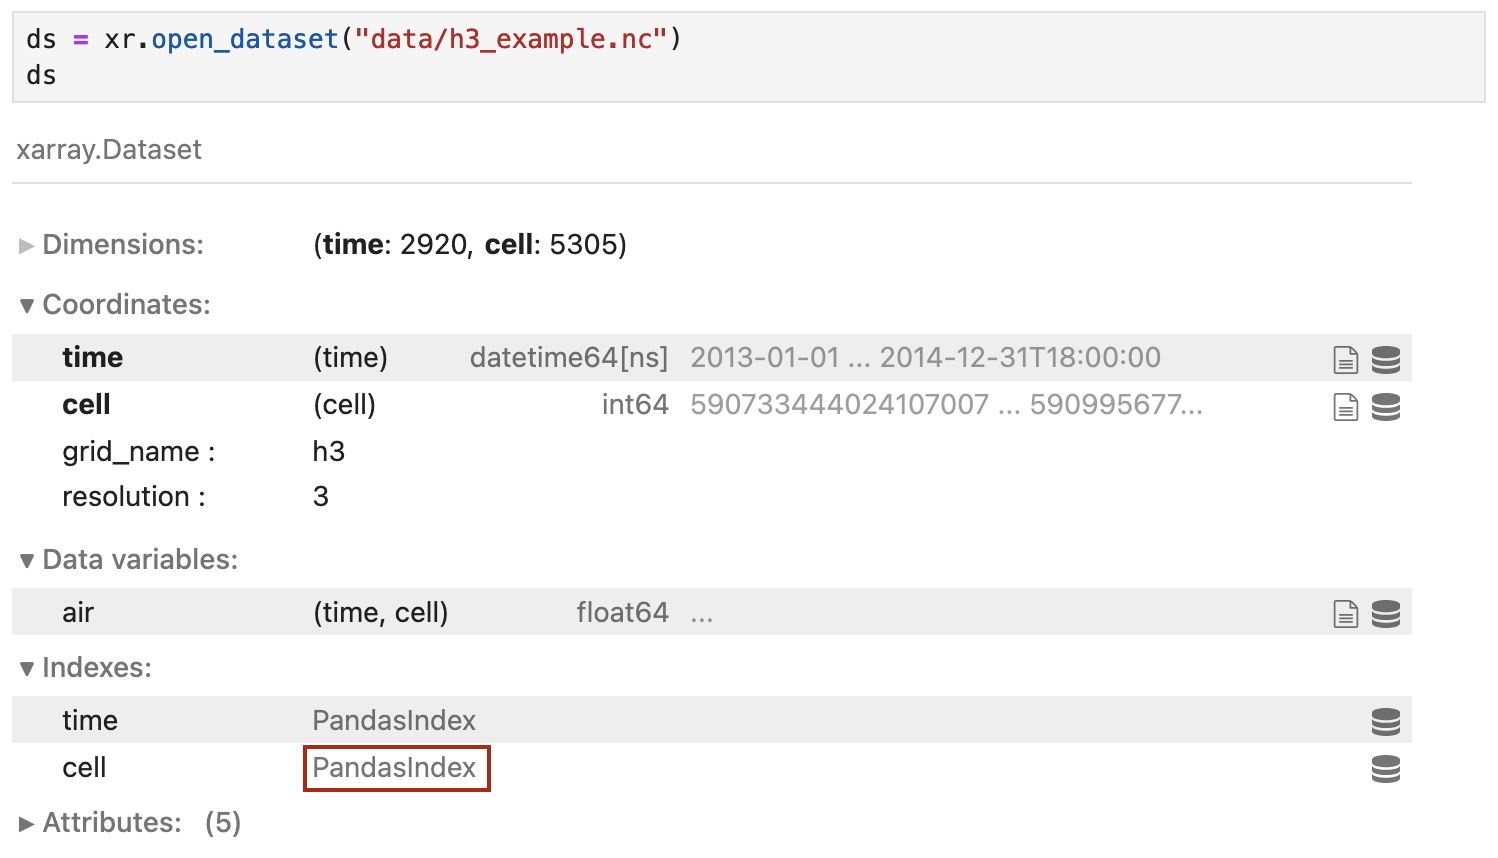 ds = xr.open_dataset("data/h3_example.nc")
ds
xarray.Dataset
► Dimensions: (time: 2920, cell: 5305)
▼ Coordinates:
time (time) datetime64[ns] 2013-01-01 ... 2014-12-31T18:00:00
cell (cell) int64 590733444024107007 ... 590995677...
grid_name : h3
resolution : 3
▼ Data variables:
air (time, cell) float64 ...
▼ Indexes:
time PandasIndex
cell PandasIndex
► Attributes: (5)